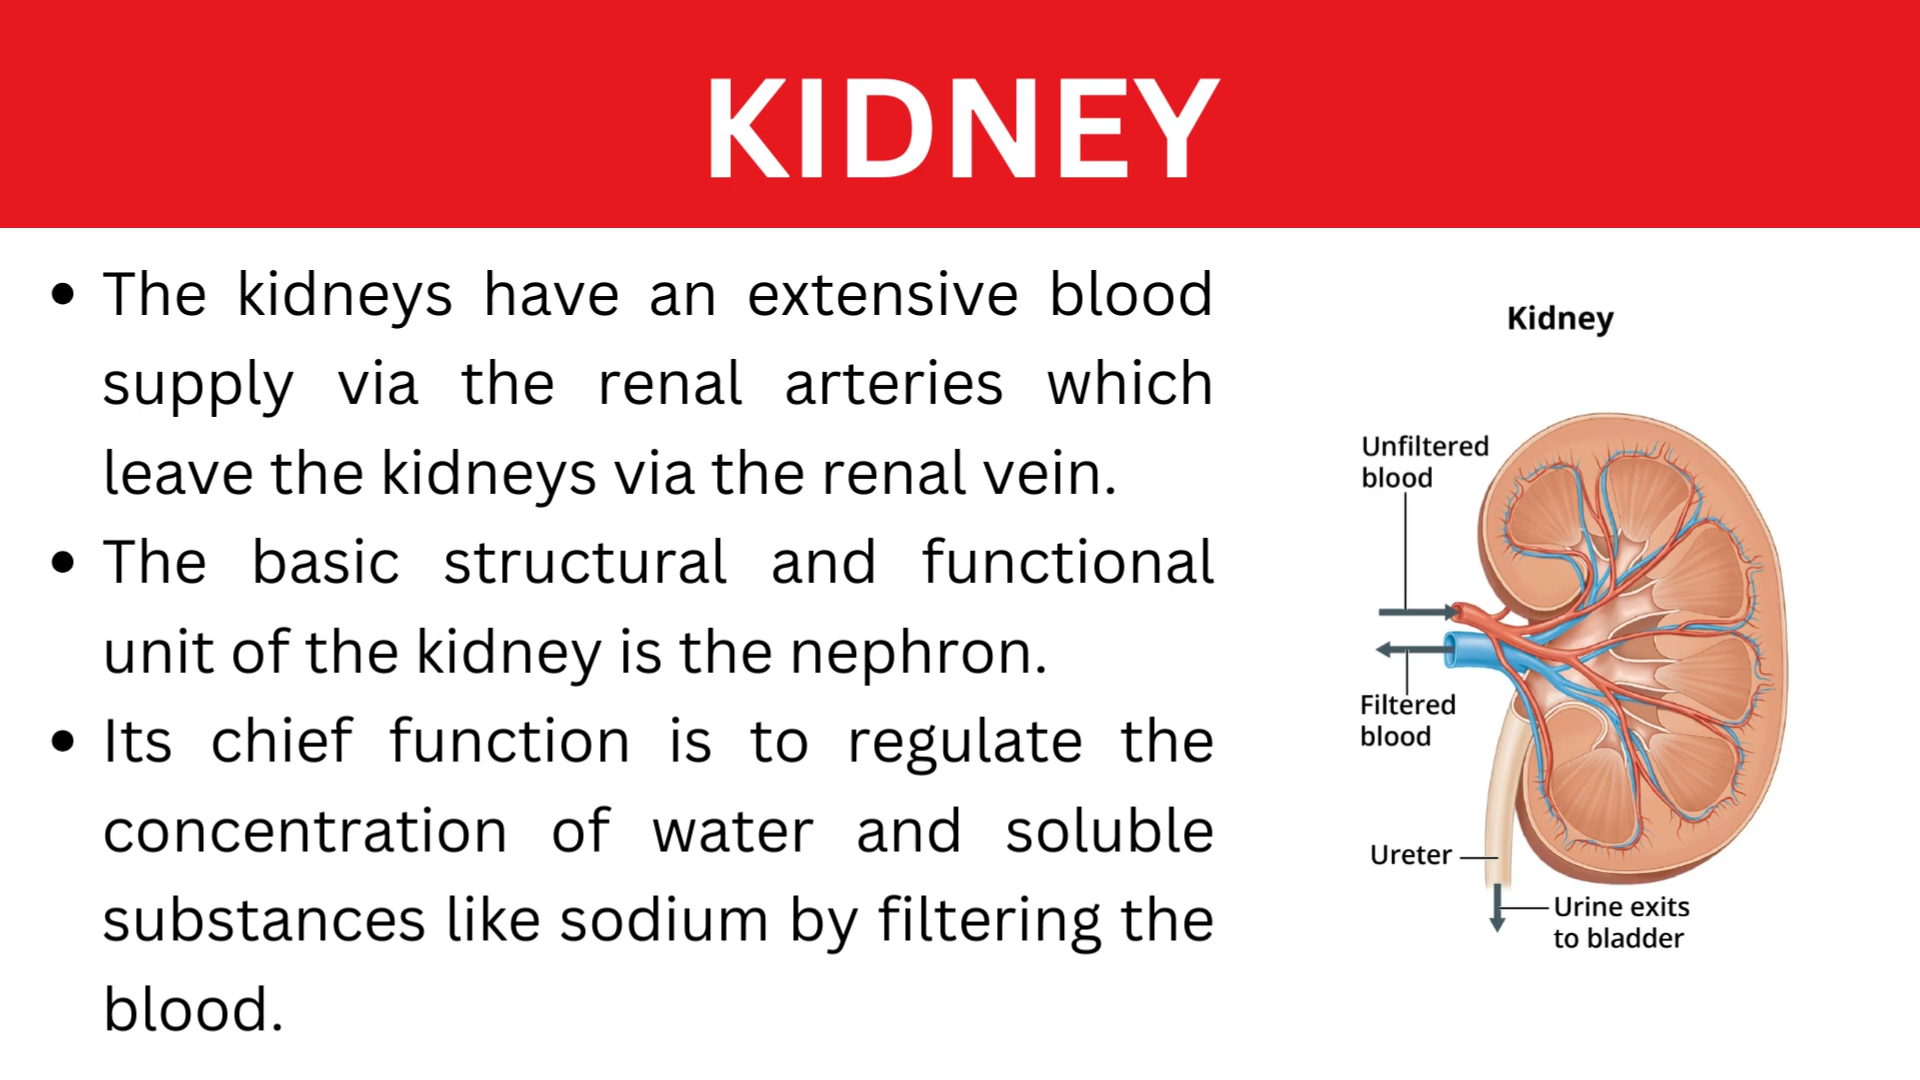 KIDNEY
• The kidneys have an extensive blood
supply via the renal arteries which
leave the kidneys via the renal vein.
• The basic structural and functional
unit of the kidney is the nephron.
• Its chief function is to regulate the
concentration of water and soluble
substances like sodium by filtering the
blood.
Kidney
Unfiltered
blood
Filtered
blood
Ureter
Urine exits
to bladder